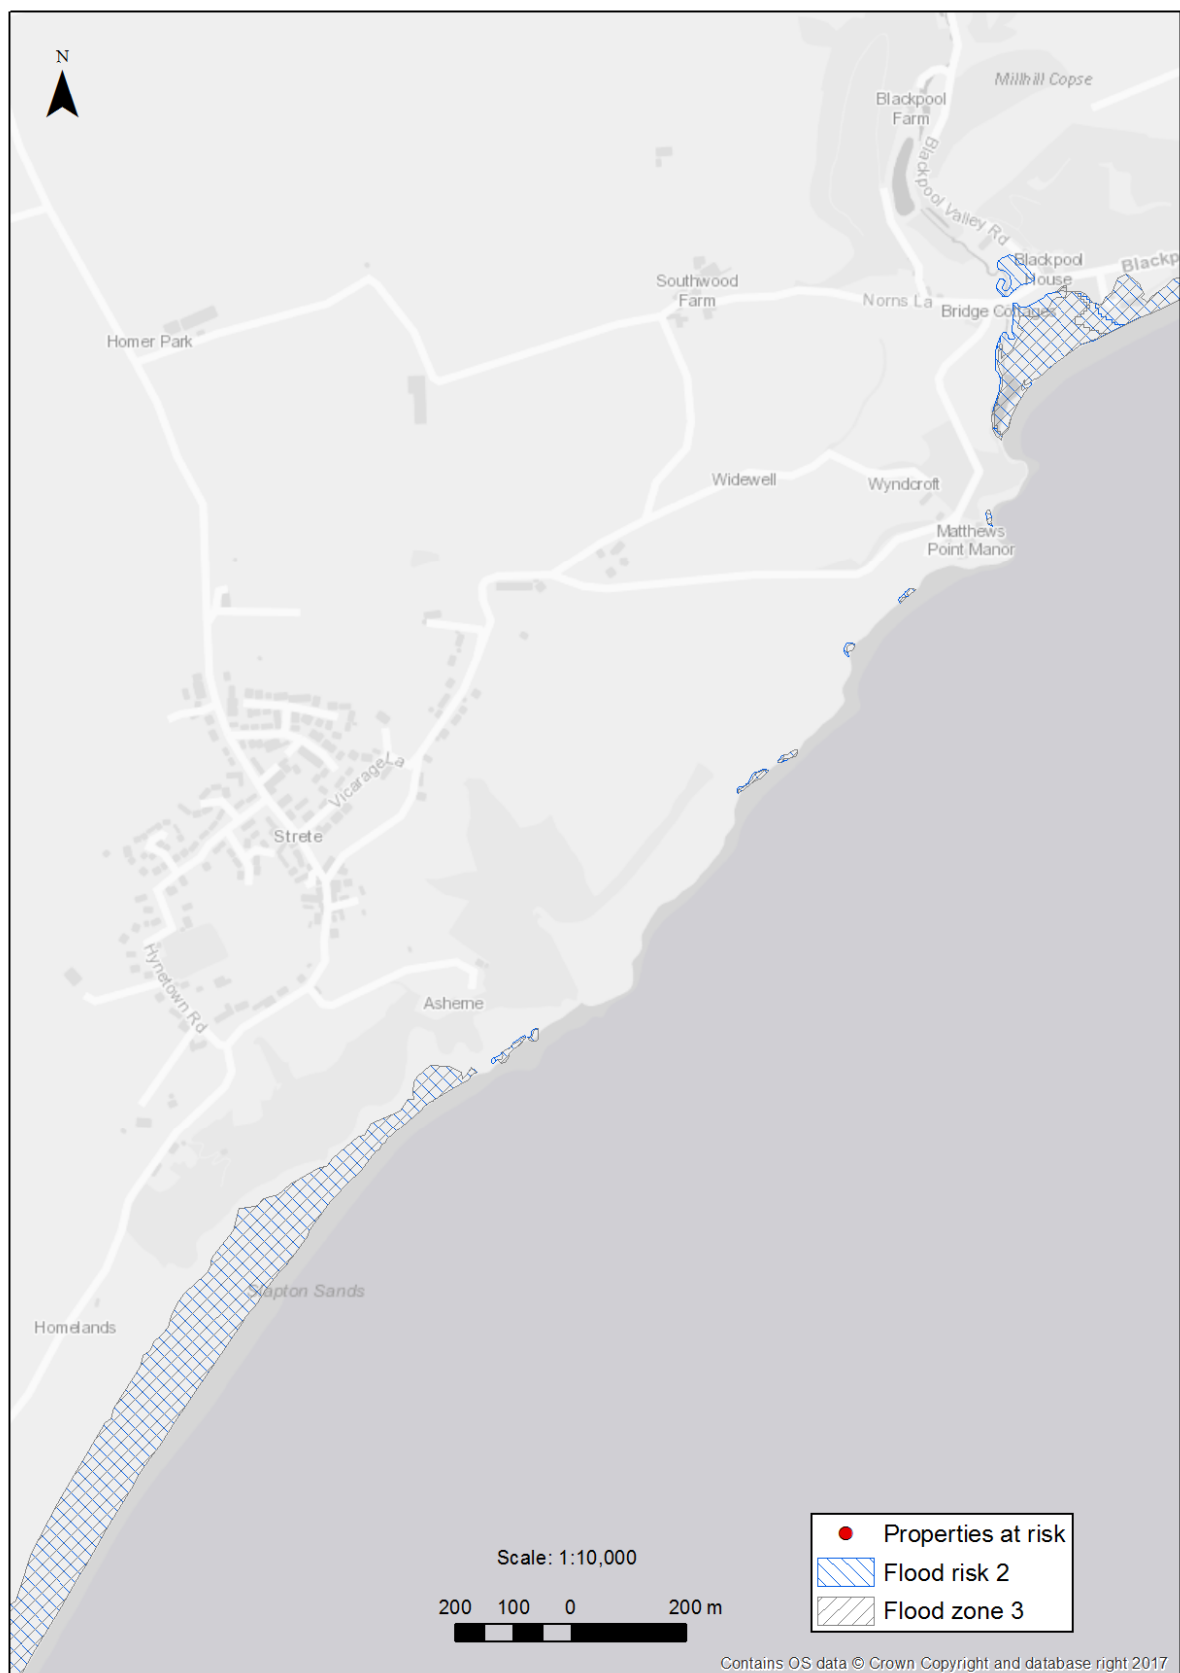 N
Millhill Copse
Blackpool
Farm
Blackpool Valley Rd
Blackpool
House
Blackp
Southwood
Farm
Norns La
Bridge Cottages
Homer Park
Widewell
Wyndcroft
Matthews
Point Manor
Vicarage La
Strete
Hynetown Rd
Asherne
Slapton Sands
Homelands
Properties at risk
Scale: 1:10,000
Flood risk 2
200 100 0 200 m
Flood zone 3
Contains OS data © Crown Copyright and database right 2017